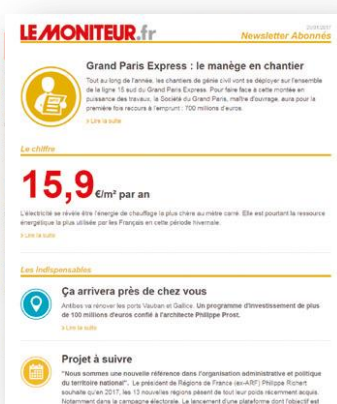 LEMONITEUR.fr
Newsletter Abonnés
Grand Paris Express : le manège en chantier
Tout au long de l'année, les chantiers de génie civil vont se déployer sur l'ensemble
de la ligne 15 sud du Grand Paris Express. Pour faire face à cette montée en
puissance des travaux, la Société du Grand Paris, maître d'ouvrage, aura pour la
première fois recours à l'emprunt : 700 millions d'euros.
> Lire la suite
Le chiffre
15,9 €/m² par an
L'électricité se révèle être l'énergie de chauffage la plus chère au mètre carré. Elle est pourtant la ressource
énergétique la plus utilisée par les Français en cette période hivernale.
> Lire la suite
Les Indispensables
Ça arrivera près de chez vous
Antibes va rénover les ports Vauban et Gallice. Un programme d'investissement de plus
de 100 millions d'euros confié à l'architecte Philippe Prost.
> Lire la suite
Projet à suivre
"Nous sommes une nouvelle référence dans l'organisation administrative et politique
du territoire national". Le président de Régions de France (ex-ARF) Philippe Richert
souhaite qu'en 2017, les 13 nouvelles régions pèsent de tout leur poids récemment acquis.
Notamment dans la campagne électorale. Le lancement d'une plateforme dont l'objectif est